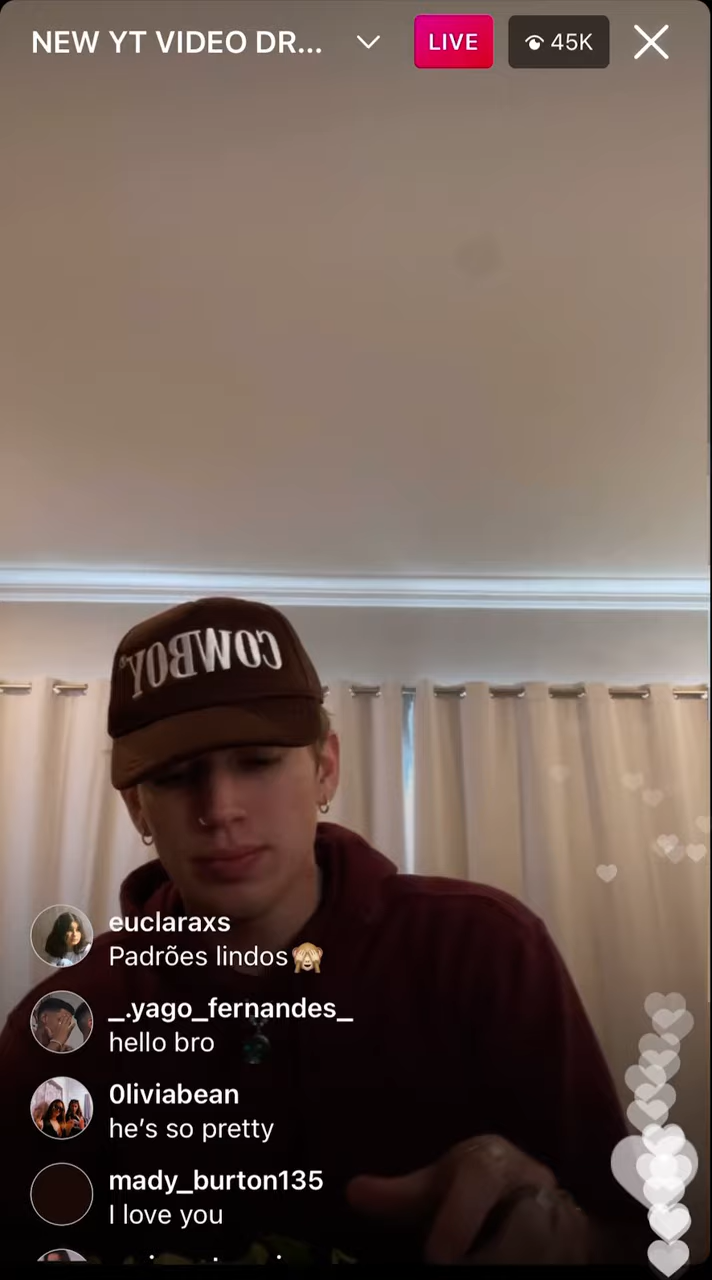 NEW YT VIDEO DR...
LIVE
45K
COWBOY
euclaraxs
Padrões lindos🙈
_.yago_fernandes_
hello bro
0liviabean
he’s so pretty
mady_burton135
I love you